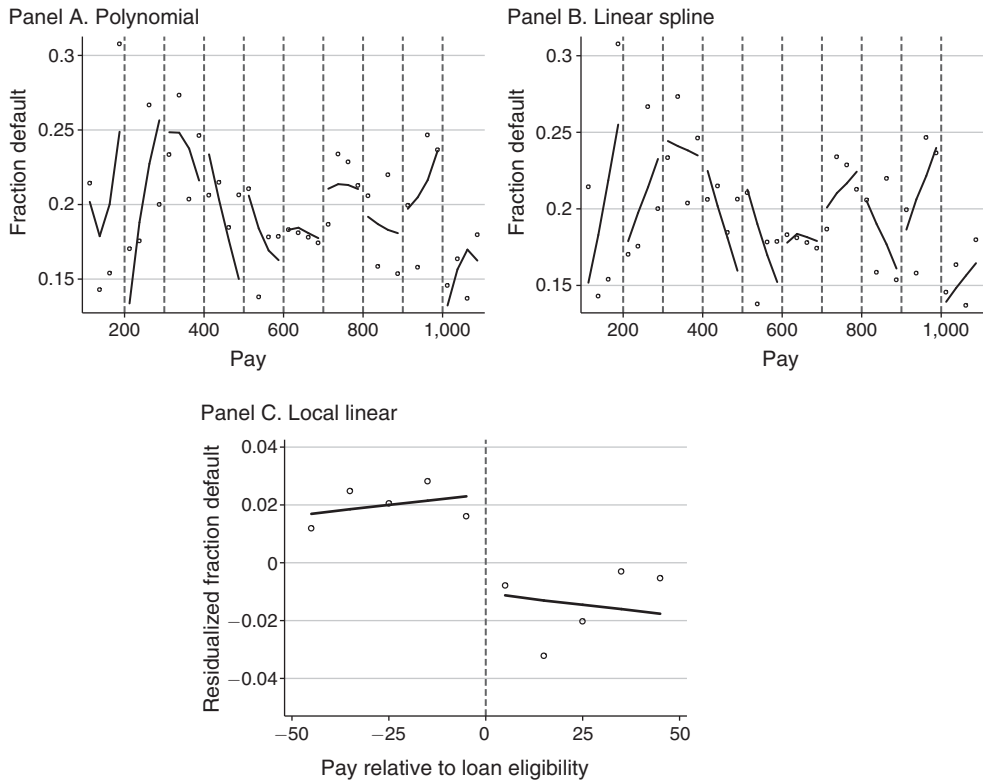 Panel A. Polynomial
Fraction default
0.3
0.25
0.2
0.15
200 400 600 800 1,000
Pay
Panel B. Linear spline
Fraction default
0.3
0.25
0.2
0.15
200 400 600 800 1,000
Pay
Panel C. Local linear
Residualized fraction default
0.04
0.02
0
−0.02
−0.04
−50 −25 0 25 50
Pay relative to loan eligibility